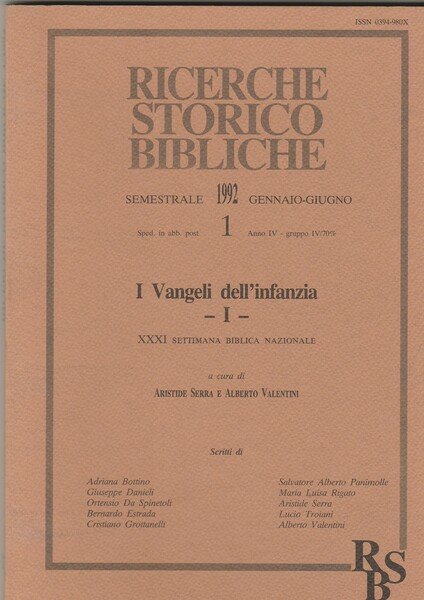 ISSN 0394-980X
RICERCHE
STORICO
BIBLICHE
SEMESTRALE 1992 GENNAIO-GIUGNO
Sped. in abb. post. 1 Anno IV - gruppo IV/70%
I Vangeli dell'infanzia
– I –
XXXI SETTIMANA BIBLICA NAZIONALE
a cura di
ARISTIDE SERRA E ALBERTO VALENTINI
Scritti di
Adriana Bottino
Giuseppe Danieli
Ortensio Da Spinetoli
Bernardo Estrada
Cristiano Grottanelli
Salvatore Alberto Panimolle
Maria Luisa Rigato
Aristide Serra
Lucio Troiani
Alberto Valentini
RSB